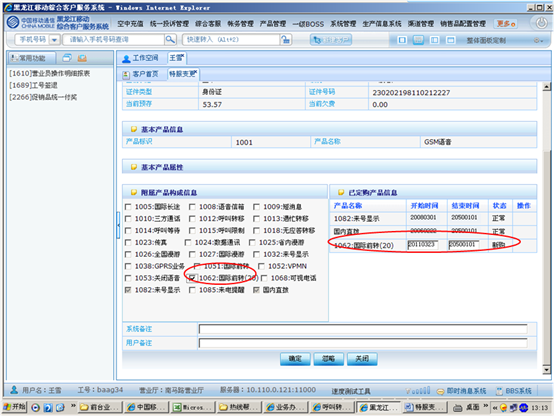 黑龙江移动综合客户服务系统 - Windows Internet Explorer
中国移动通信 CHINA MOBILE 黑龙江移动 综合客户服务系统 空中充值 统一投诉管理 综合客服 帐务管理 产品管理 一级BOSS 系统管理 生产信息系统 渠道管理 销售品配置管理 更多
手机号码 请输入手机号码查询 快速转入 (Alt+Z) 整体面板定制
常用功能 工作空间 王雪
[1610]营业员操作明细报表
[1689]工号签退
[2266]促销品统一付奖
客户首页 特服变更
证件类型 身份证 证件号码 230202198110212227
当前预存 53.57 当前欠费 0.00
基本产品信息
产品标识 1001 产品名称 GSM语音
基本产品属性
附属产品构成信息
1005:国际长途 1008:语音信箱 1009:短消息
1010:三方通话 1012:呼叫转移 1013:遇忙转移
1014:呼叫等待 1015:呼叫限制 1018:无应答转移
1023:传真 1024:数据通话 1025:省内漫游
1026:全国漫游 1027:国际漫游 1032:来号显示
1038:GPRS业务 1051:国际前转 1052:VPMN
1053:关闭语音 1062:国际前转(20) 1068:可视电话
1082:来号显示 1085:来电提醒 国内直拨
已定购产品信息
产品名称 开始时间 结束时间 状态 操作
1082:来号显示 20080301 20500101 正常
国内直拨 20500101 正常
1062:国际前转(20) 20110323 20500101 新购
系统备注
用户备注
确定 忽略 关闭
用户名：王雪 工号：baag34 营业厅：南马路营业厅 服务器：10.110.0.121:11000 速度测试工具 即时消息系统 BBS系统
开始 前台业... 中国移... Micros... 热线帮... 业务办... 呼叫转... 黑龙江... 特服变... 桌面 13:13